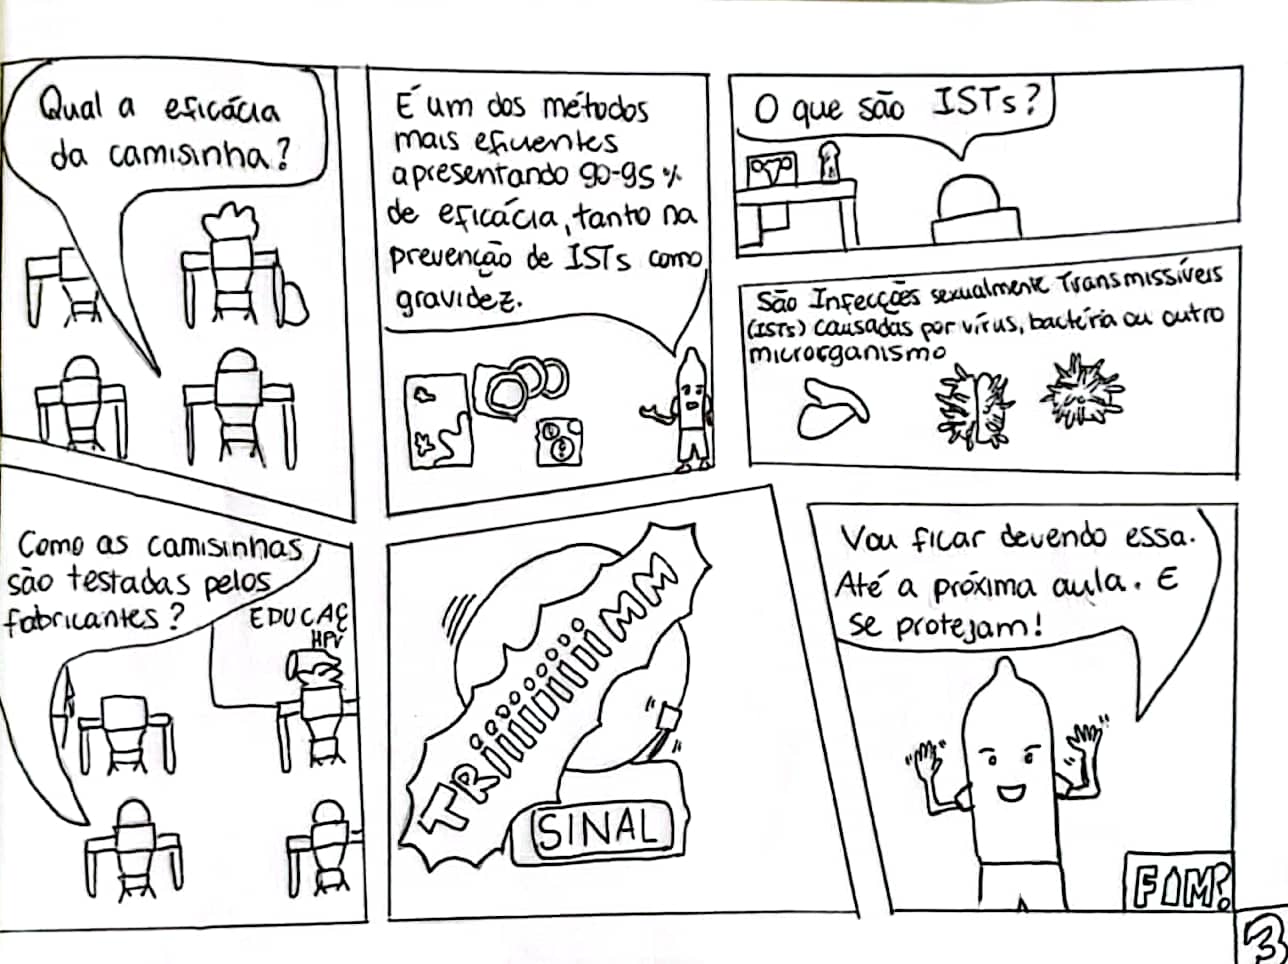 Qual a eficácia
da camisinha?
É um dos métodos
mais eficientes
apresentando 90-95%
de eficácia, tanto na
prevenção de ISTs como
gravidez.
O que são ISTs?
São Infecções sexualmente Transmissíveis
(ISTs) causadas por vírus, bactéria ou outro
microrganismo
Como as camisinhas
são testadas pelos
fabricantes?
EDUCAÇ
HPV
TRiiiiiiiiiiiMM
SINAL
Vou ficar devendo essa.
Até a próxima aula. E
se protejam!
FIM?
3